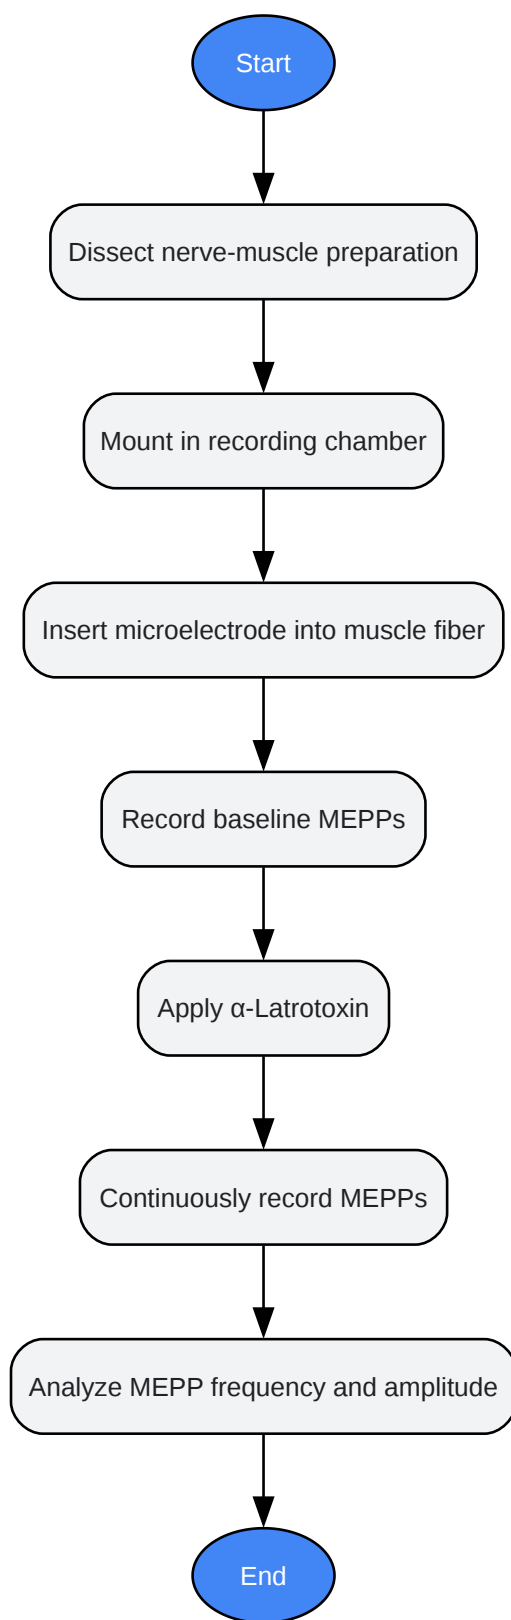 Start
Dissect nerve-muscle preparation
Mount in recording chamber
Insert microelectrode into muscle fiber
Record baseline MEPPs
Apply α-Latrotoxin
Continuously record MEPPs
Analyze MEPP frequency and amplitude
End